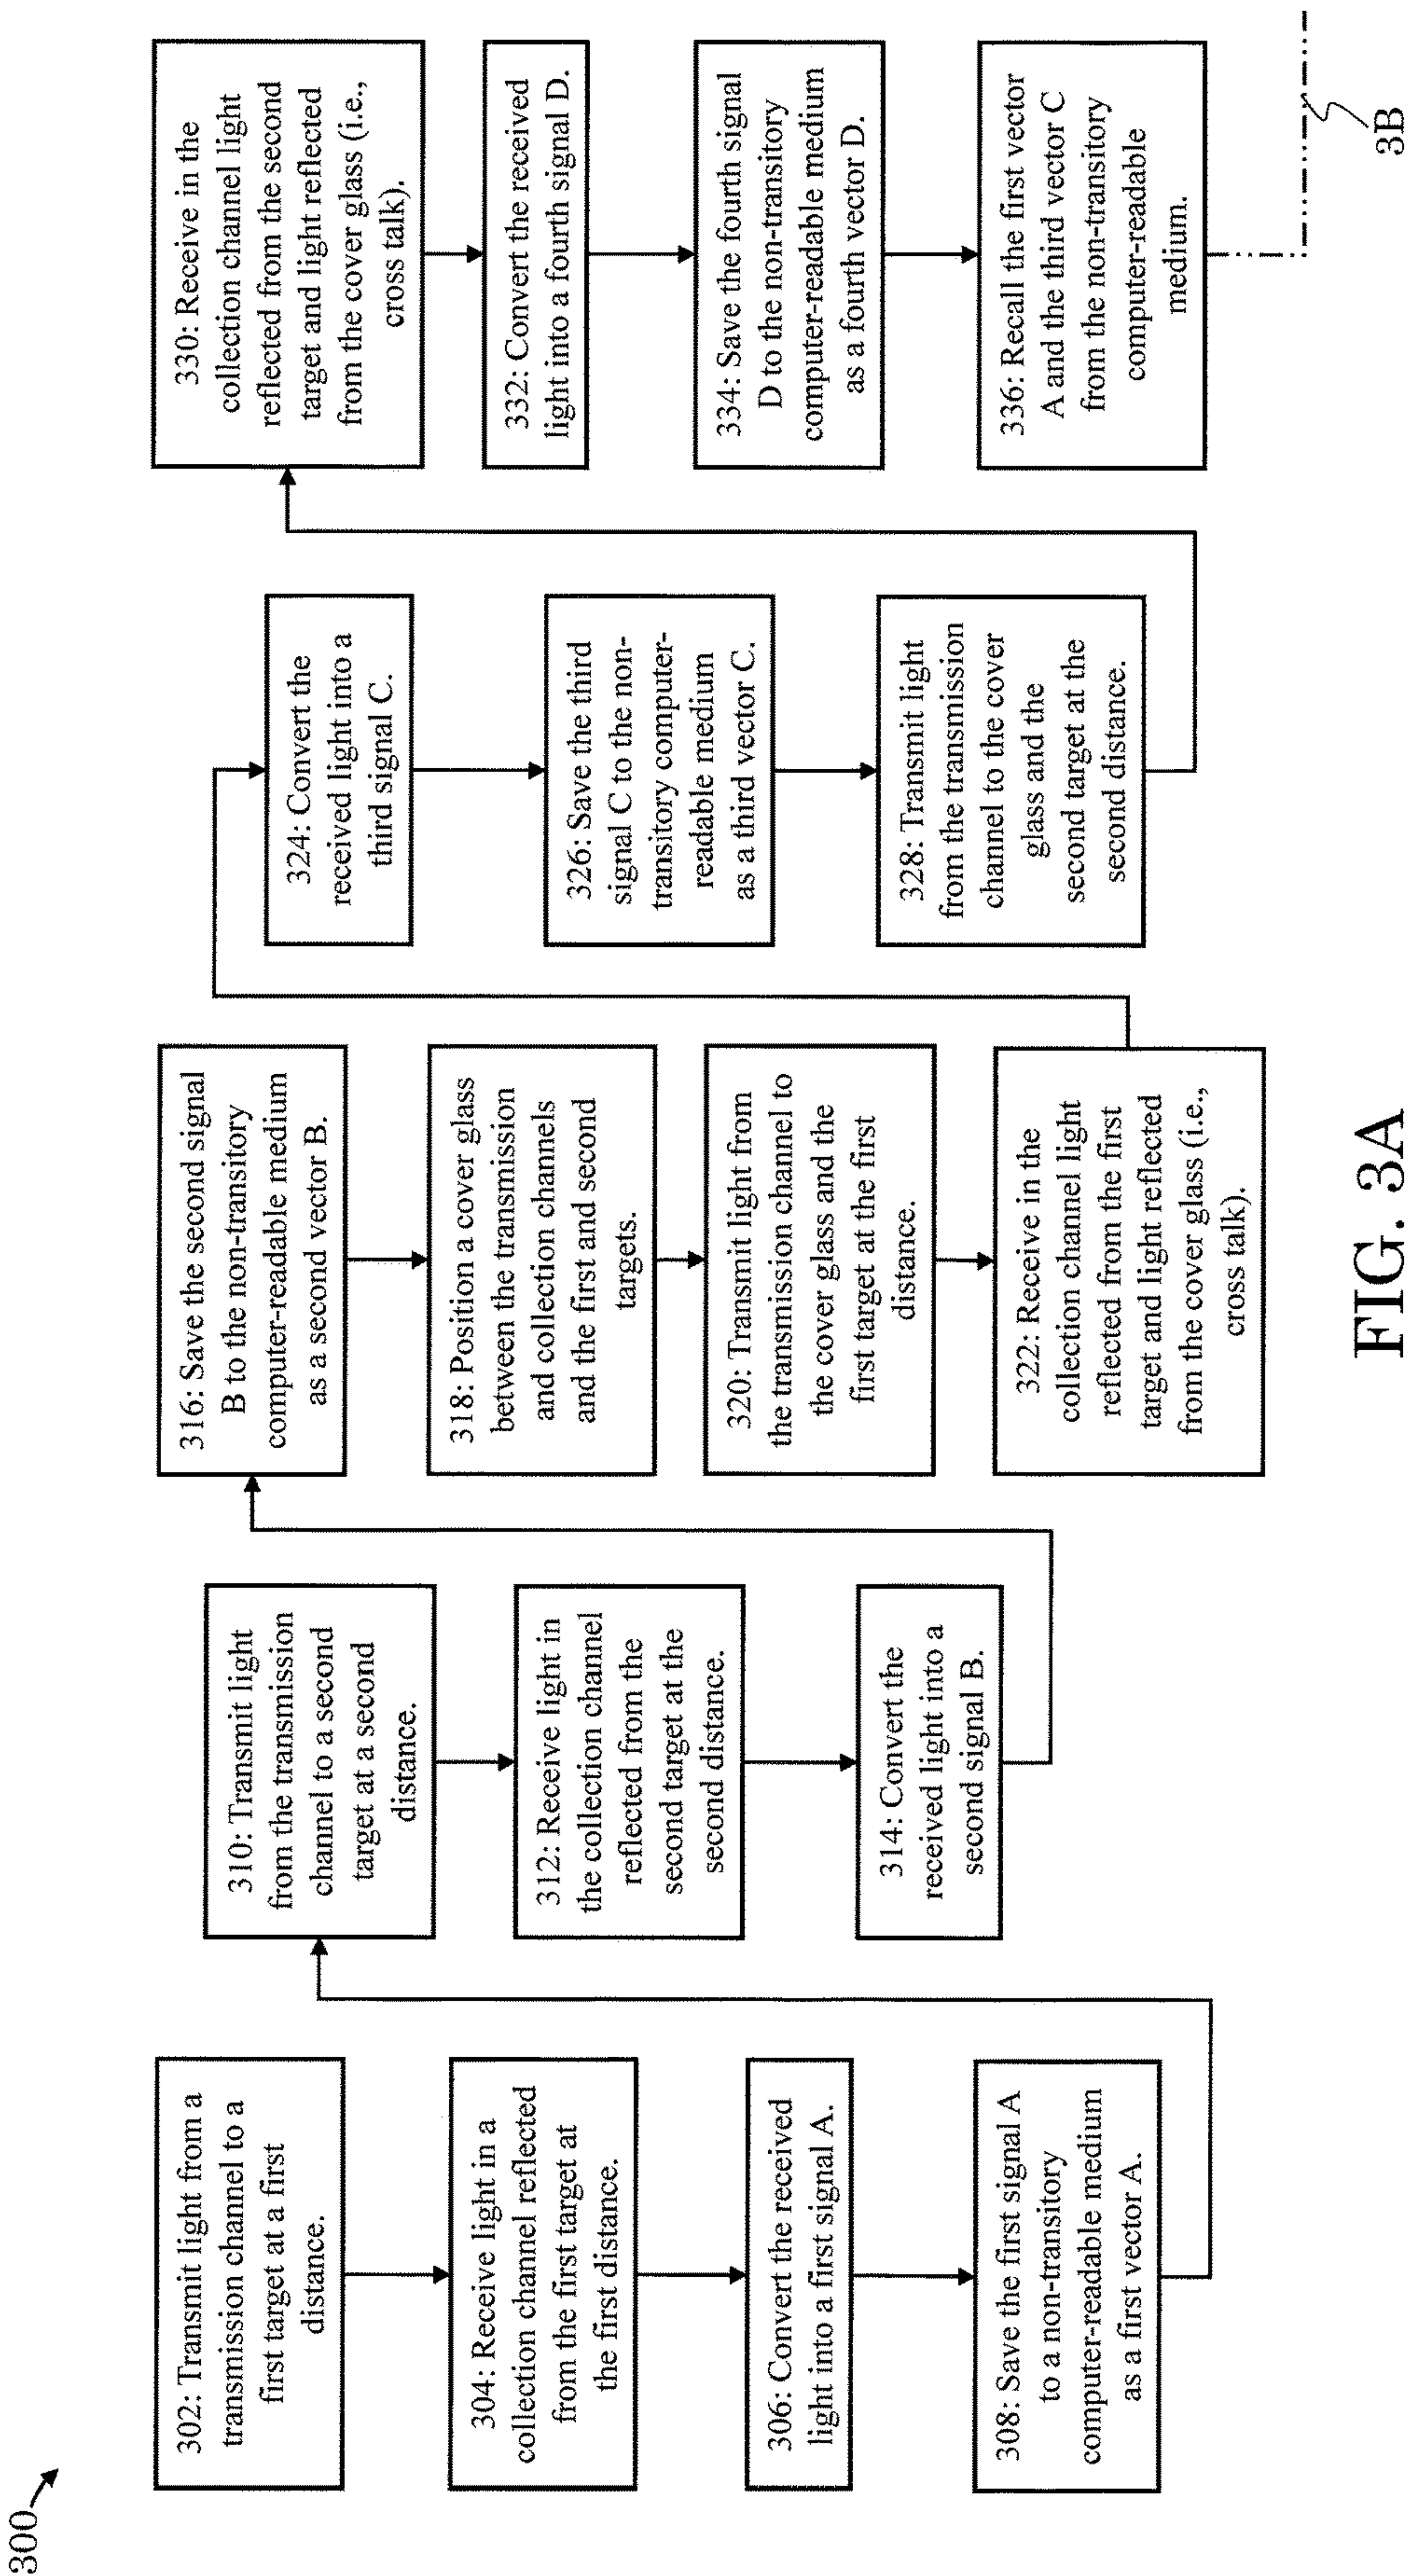 300
302: Transmit light from a
transmission channel to a
first target at a first
distance.
304: Receive light in a
collection channel reflected
from the first target at
the first distance.
306: Convert the received
light into a first signal A.
308: Save the first signal A
to a non-transitory
computer-readable medium
as a first vector A.
310: Transmit light
from the transmission
channel to a second
target at a second
distance.
312: Receive light in
the collection channel
reflected from the
second target at the
second distance.
314: Convert the
received light into a
second signal B.
316: Save the second signal
B to the non-transitory
computer-readable medium
as a second vector B.
318: Position a cover glass
between the transmission
and collection channels
and the first and second
targets.
320: Transmit light from
the transmission channel to
the cover glass and the
first target at the first
distance.
322: Receive in the
collection channel light
reflected from the first
target and light reflected
from the cover glass (i.e.,
cross talk).
324: Convert the
received light into a
third signal C.
326: Save the third
signal C to the non-
transitory computer-
readable medium
as a third vector C.
328: Transmit light
from the transmission
channel to the cover
glass and the
second target at the
second distance.
330: Receive in the
collection channel light
reflected from the second
target and light reflected
from the cover glass (i.e.,
cross talk).
332: Convert the received
light into a fourth signal D.
334: Save the fourth signal
D to the non-transitory
computer-readable medium
as a fourth vector D.
336: Recall the first vector
A and the third vector C
from the non-transitory
computer-readable
medium.
3B
FIG. 3A